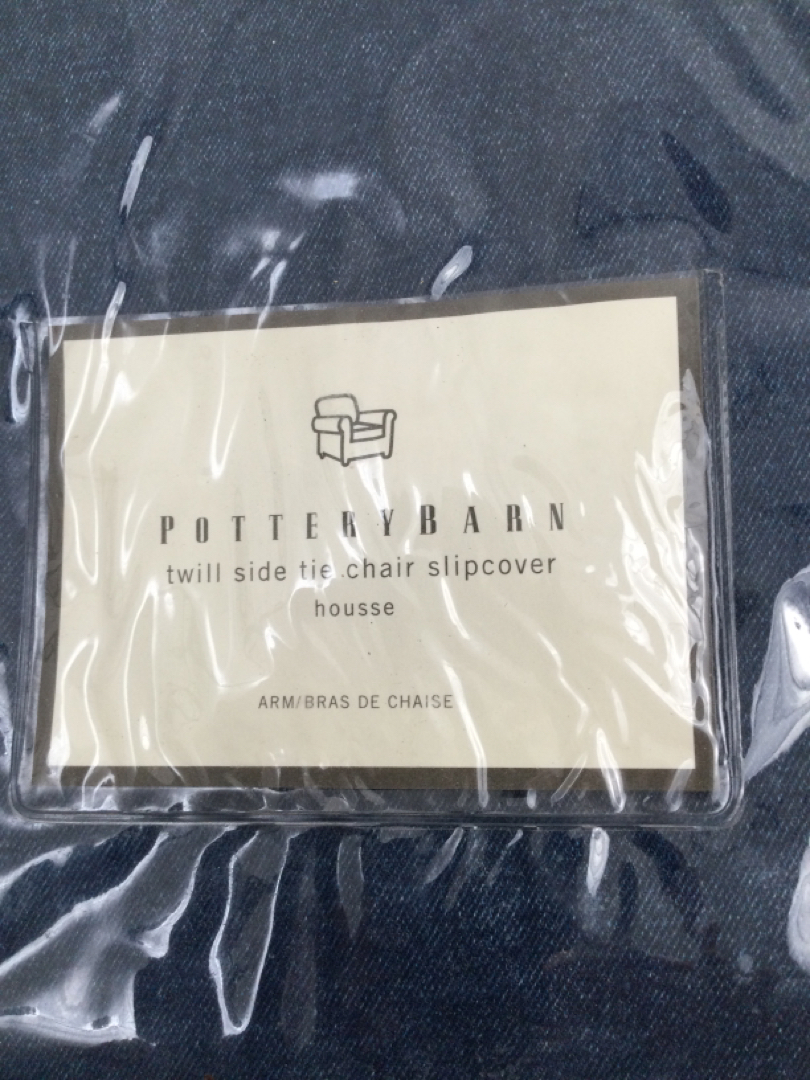 POTTERYBARN
twill side tie chair slipcover
housse
ARM/BRAS DE CHAISE